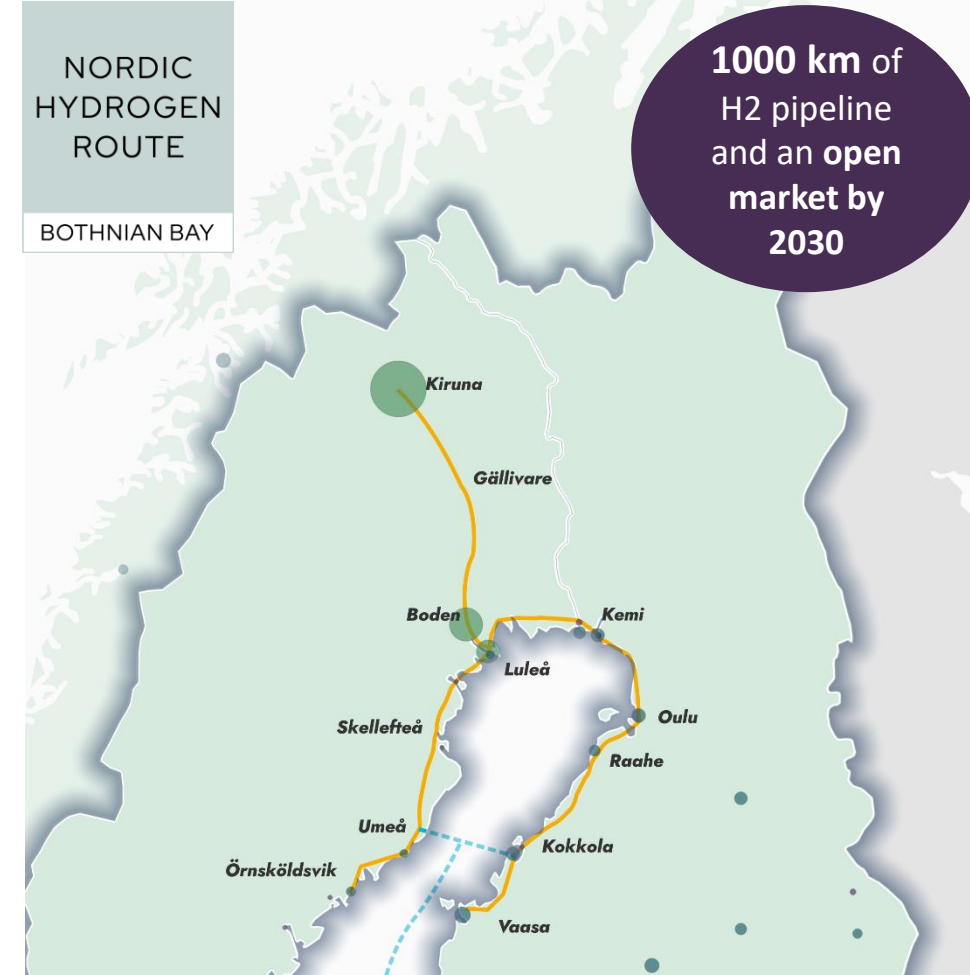 NORDIC
HYDROGEN
ROUTE
BOTHNIAN BAY
1000 km of
H2 pipeline
and an open
market by
2030
Kiruna
Gällivare
Boden
Kemi
Luleå
Skellefteå
Oulu
Raahe
Umeå
Kokkola
Örnsköldsvik
Vaasa